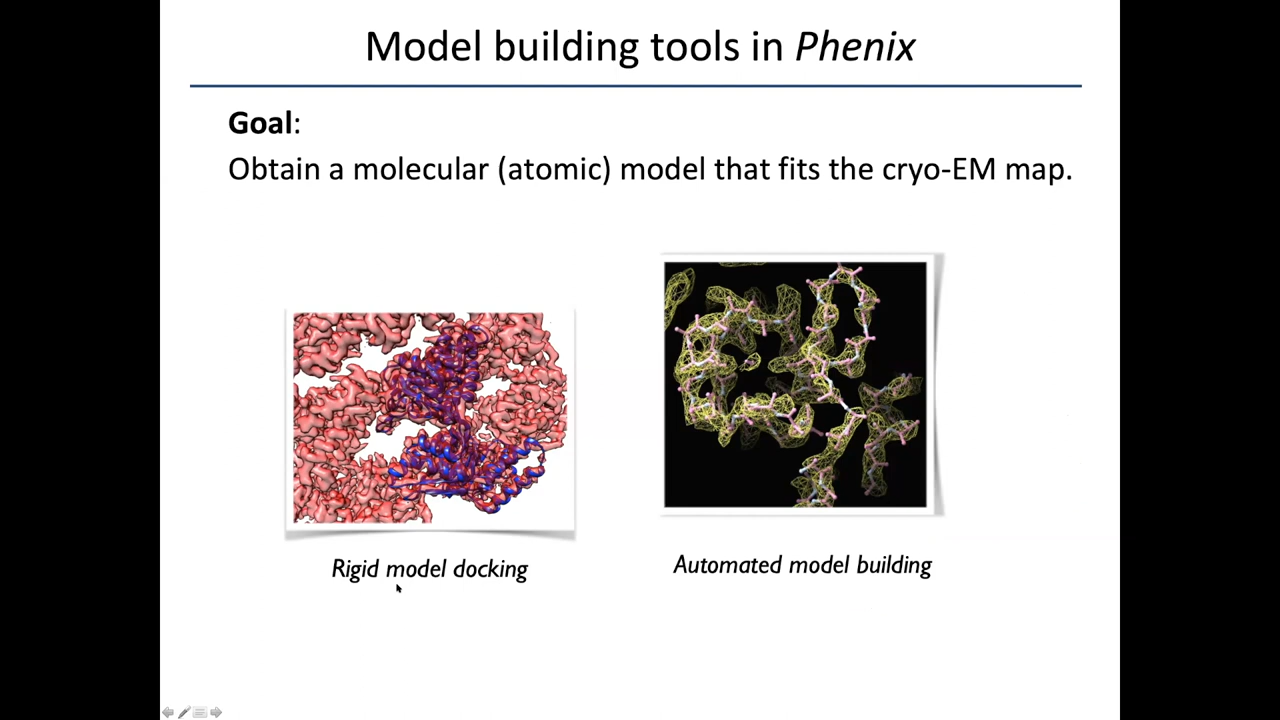 Model building tools in Phenix
Goal:
Obtain a molecular (atomic) model that fits the cryo-EM map.
Rigid model docking
Automated model building